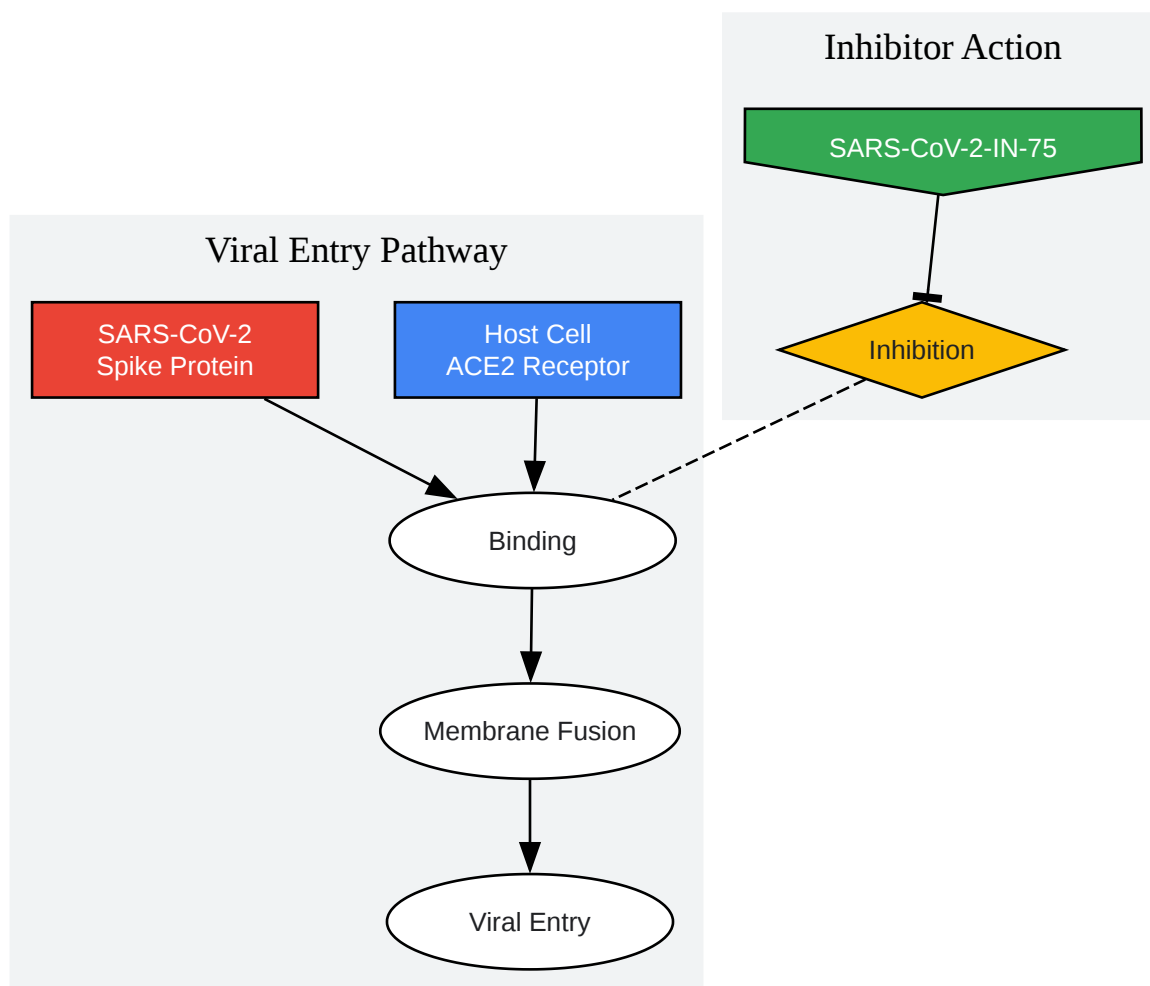 Inhibitor Action
SARS-CoV-2-IN-75
Viral Entry Pathway
SARS-CoV-2
Spike Protein
Host Cell
ACE2 Receptor
Inhibition
Binding
Membrane Fusion
Viral Entry